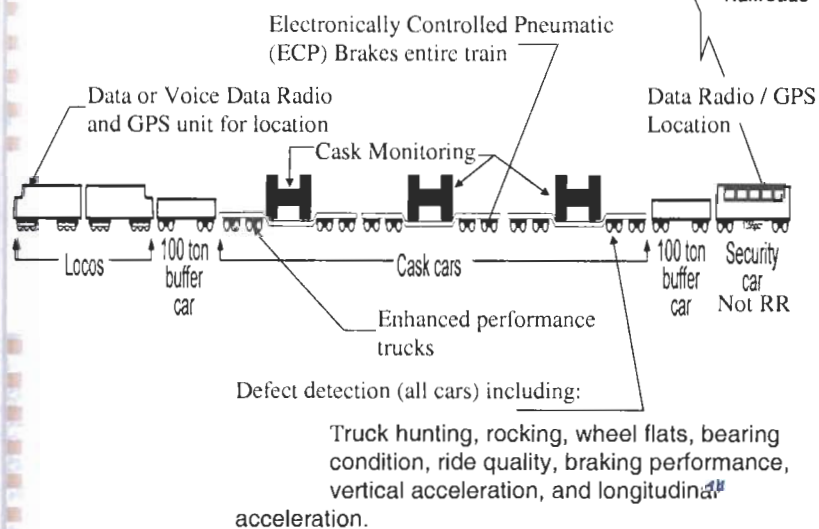 Electronically Controlled Pneumatic
(ECP) Brakes entire train
Data or Voice Data Radio
and GPS unit for location
Data Radio / GPS
Location
Cask Monitoring
Locos
100 ton
buffer
car
Cask cars
100 ton
buffer
car
Security
car
Not RR
Enhanced performance
trucks
Defect detection (all cars) including:
Truck hunting, rocking, wheel flats, bearing
condition, ride quality, braking performance,
vertical acceleration, and longitudinal
acceleration.